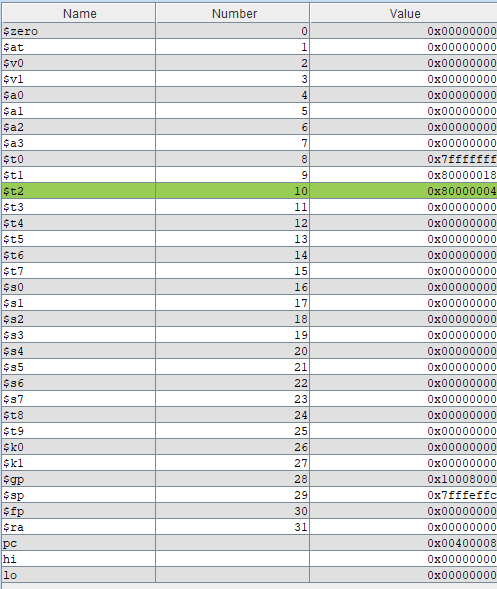 Name Number Value
$zero 0 0x00000000
$at 1 0x00000000
$v0 2 0x00000000
$v1 3 0x00000000
$a0 4 0x00000000
$a1 5 0x00000000
$a2 6 0x00000000
$a3 7 0x00000000
$t0 8 0x7fffffff
$t1 9 0x80000018
$t2 10 0x80000004
$t3 11 0x00000000
$t4 12 0x00000000
$t5 13 0x00000000
$t6 14 0x00000000
$t7 15 0x00000000
$s0 16 0x00000000
$s1 17 0x00000000
$s2 18 0x00000000
$s3 19 0x00000000
$s4 20 0x00000000
$s5 21 0x00000000
$s6 22 0x00000000
$s7 23 0x00000000
$t8 24 0x00000000
$t9 25 0x00000000
$k0 26 0x00000000
$k1 27 0x00000000
$gp 28 0x10008000
$sp 29 0x7fffeffc
$fp 30 0x00000000
$ra 31 0x00000000
pc 0x00400008
hi 0x00000000
lo 0x00000000